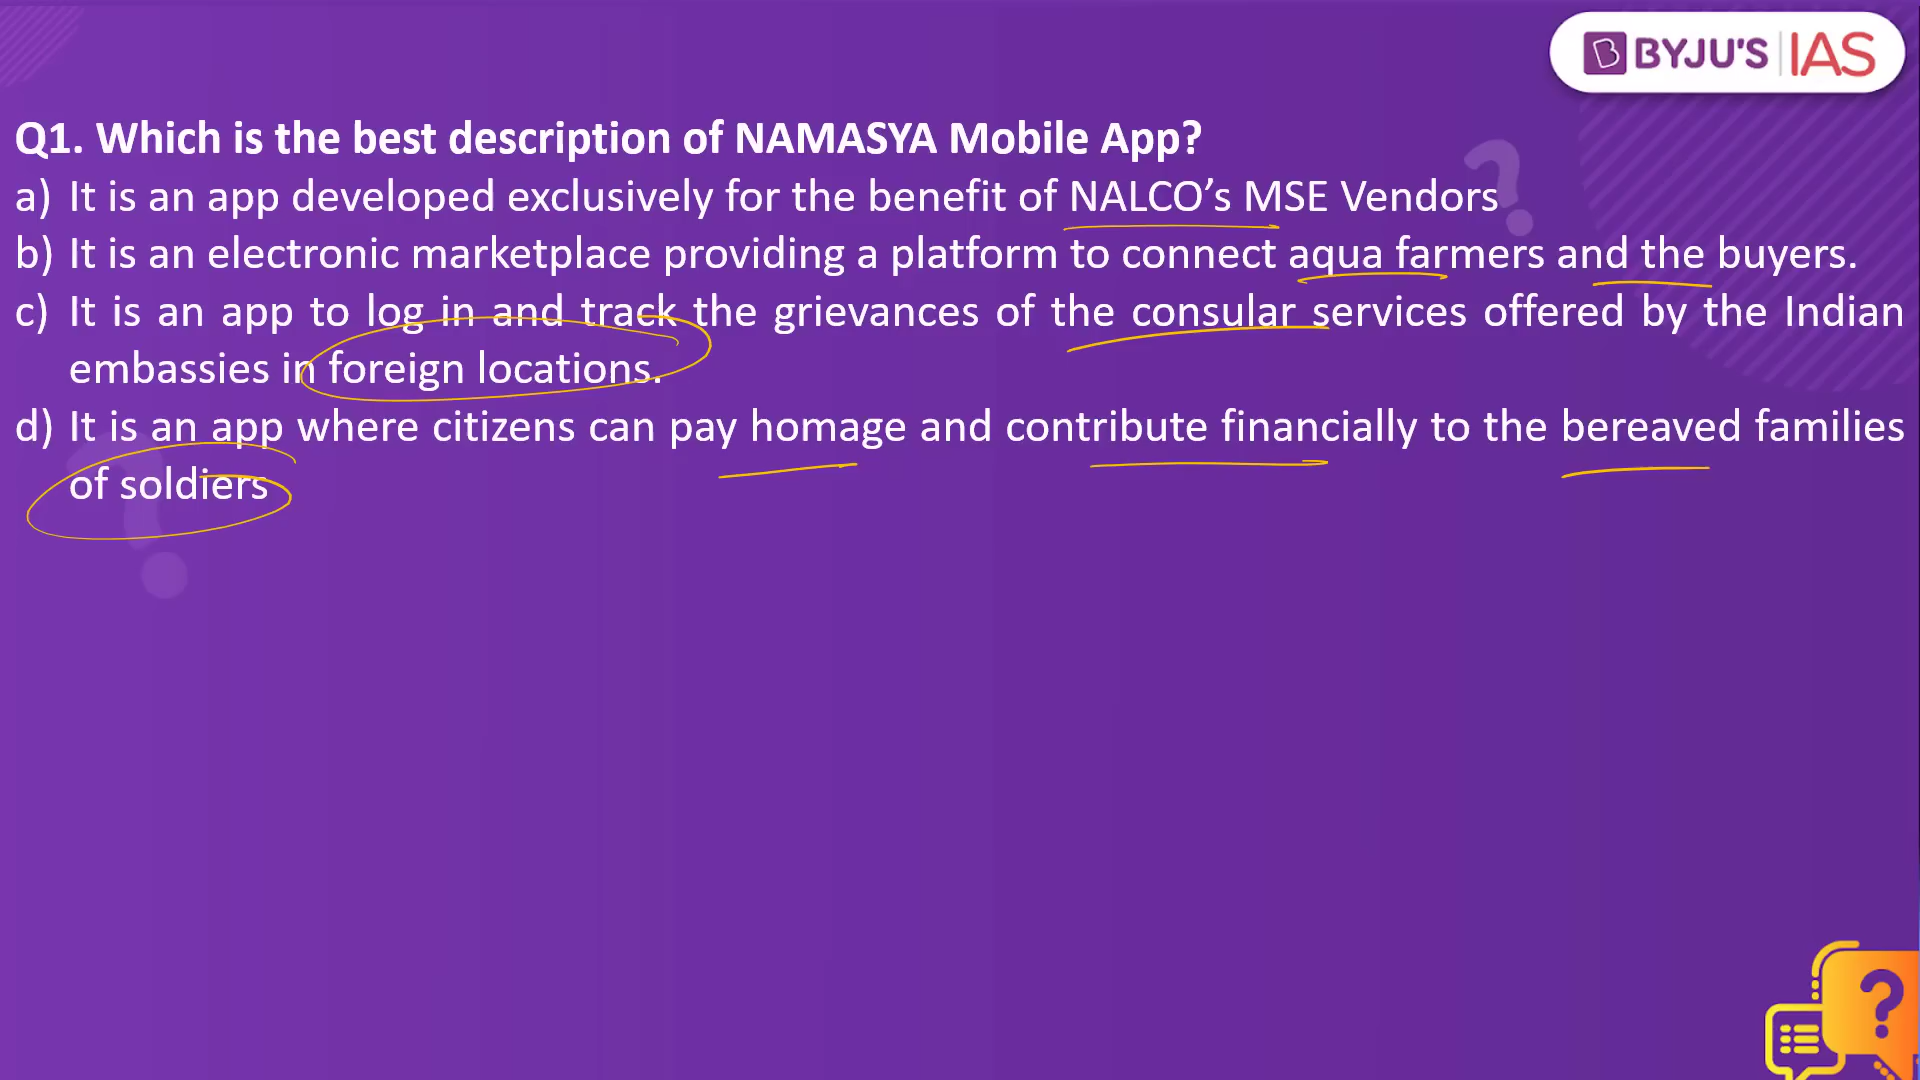 BYJU'S IAS
Q1. Which is the best description of NAMASYA Mobile App?
a) It is an app developed exclusively for the benefit of NALCO’s MSE Vendors
b) It is an electronic marketplace providing a platform to connect aqua farmers and the buyers.
c) It is an app to log in and track the grievances of the consular services offered by the Indian
embassies in foreign locations.
d) It is an app where citizens can pay homage and contribute financially to the bereaved families
of soldiers